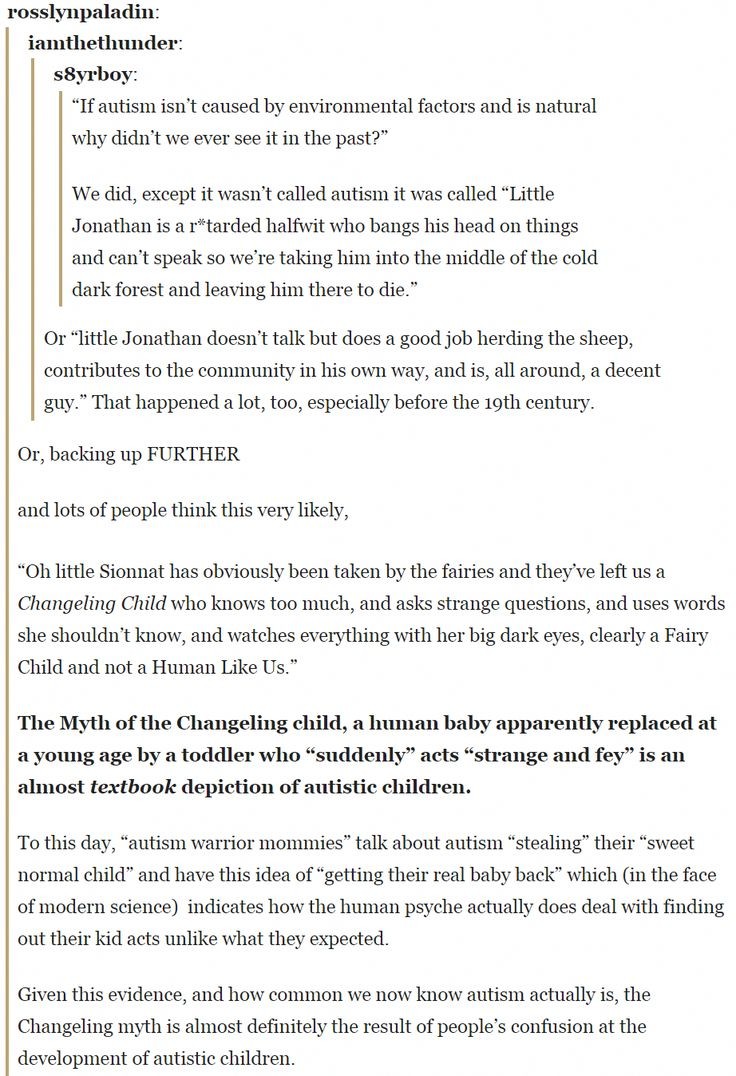 rosslynpaladin:
iamthethunder:
s8yrboy:
“If autism isn’t caused by environmental factors and is natural
why didn’t we ever see it in the past?”
We did, except it wasn’t called autism it was called “Little
Jonathan is a r*tarded halfwit who bangs his head on things
and can’t speak so we’re taking him into the middle of the cold
dark forest and leaving him there to die.”
Or “little Jonathan doesn’t talk but does a good job herding the sheep,
contributes to the community in his own way, and is, all around, a decent
guy.” That happened a lot, too, especially before the 19th century.
Or, backing up FURTHER
and lots of people think this very likely,
“Oh little Sionnat has obviously been taken by the fairies and they’ve left us a
Changeling Child who knows too much, and asks strange questions, and uses words
she shouldn’t know, and watches everything with her big dark eyes, clearly a Fairy
Child and not a Human Like Us.”
The Myth of the Changeling child, a human baby apparently replaced at
a young age by a toddler who “suddenly” acts “strange and fey” is an
almost textbook depiction of autistic children.
To this day, “autism warrior mommies” talk about autism “stealing” their “sweet
normal child” and have this idea of “getting their real baby back” which (in the face
of modern science)  indicates how the human psyche actually does deal with finding
out their kid acts unlike what they expected.
Given this evidence, and how common we now know autism actually is, the
Changeling myth is almost definitely the result of people’s confusion at the
development of autistic children.